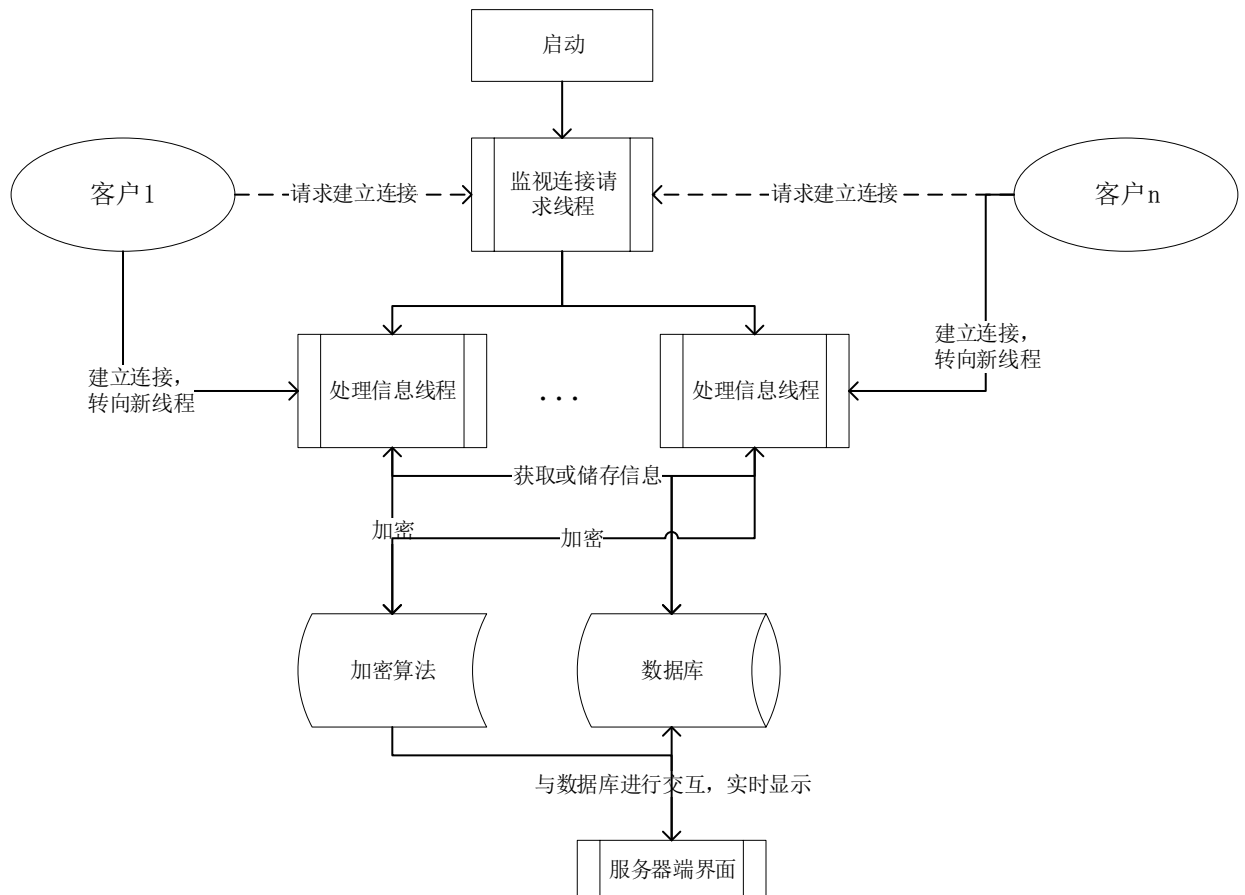 启动
客户1
请求建立连接
监视连接请
求线程
请求建立连接
客户n
建立连接，
转向新线程
处理信息线程
...
处理信息线程
建立连接，
转向新线程
获取或储存信息
加密
加密
加密算法
数据库
与数据库进行交互，实时显示
服务器端界面